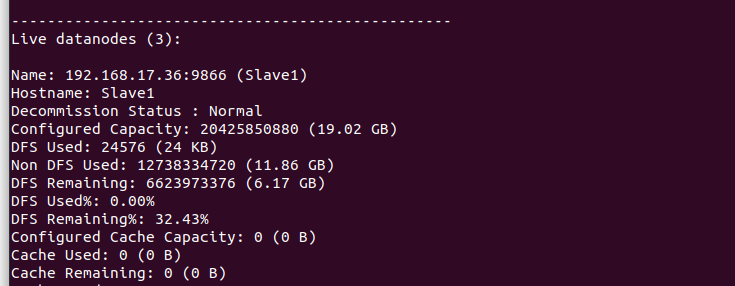 -------------------------------------------------
Live datanodes (3):
Name: 192.168.17.36:9866 (Slave1)
Hostname: Slave1
Decommission Status : Normal
Configured Capacity: 20425850880 (19.02 GB)
DFS Used: 24576 (24 KB)
Non DFS Used: 12738334720 (11.86 GB)
DFS Remaining: 6623973376 (6.17 GB)
DFS Used%: 0.00%
DFS Remaining%: 32.43%
Configured Cache Capacity: 0 (0 B)
Cache Used: 0 (0 B)
Cache Remaining: 0 (0 B)